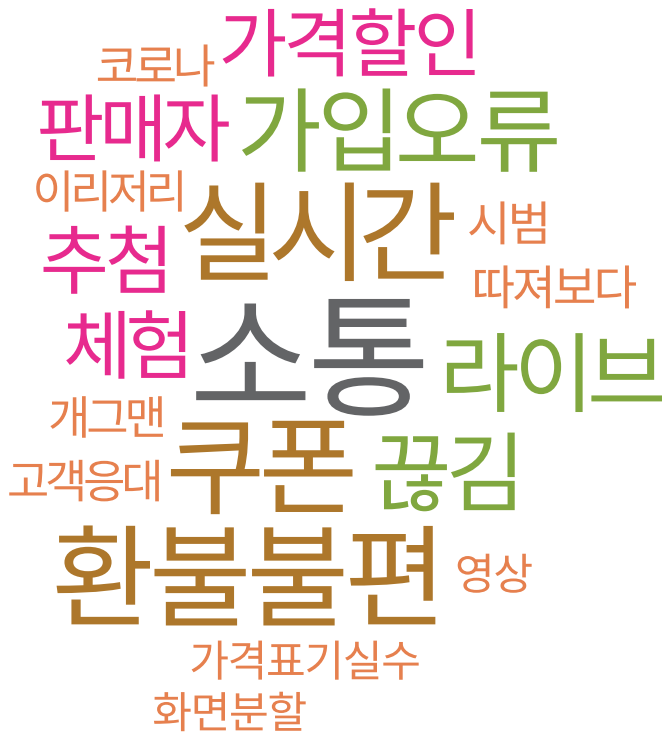 가격할인
코로나
판매자 가입오류
이리저리
실시간
시범
추첨
따져보다
체험
소통
라이브
개그맨
쿠폰
끊김
고객응대
환불불편
영상
가격표기실수
화면분할